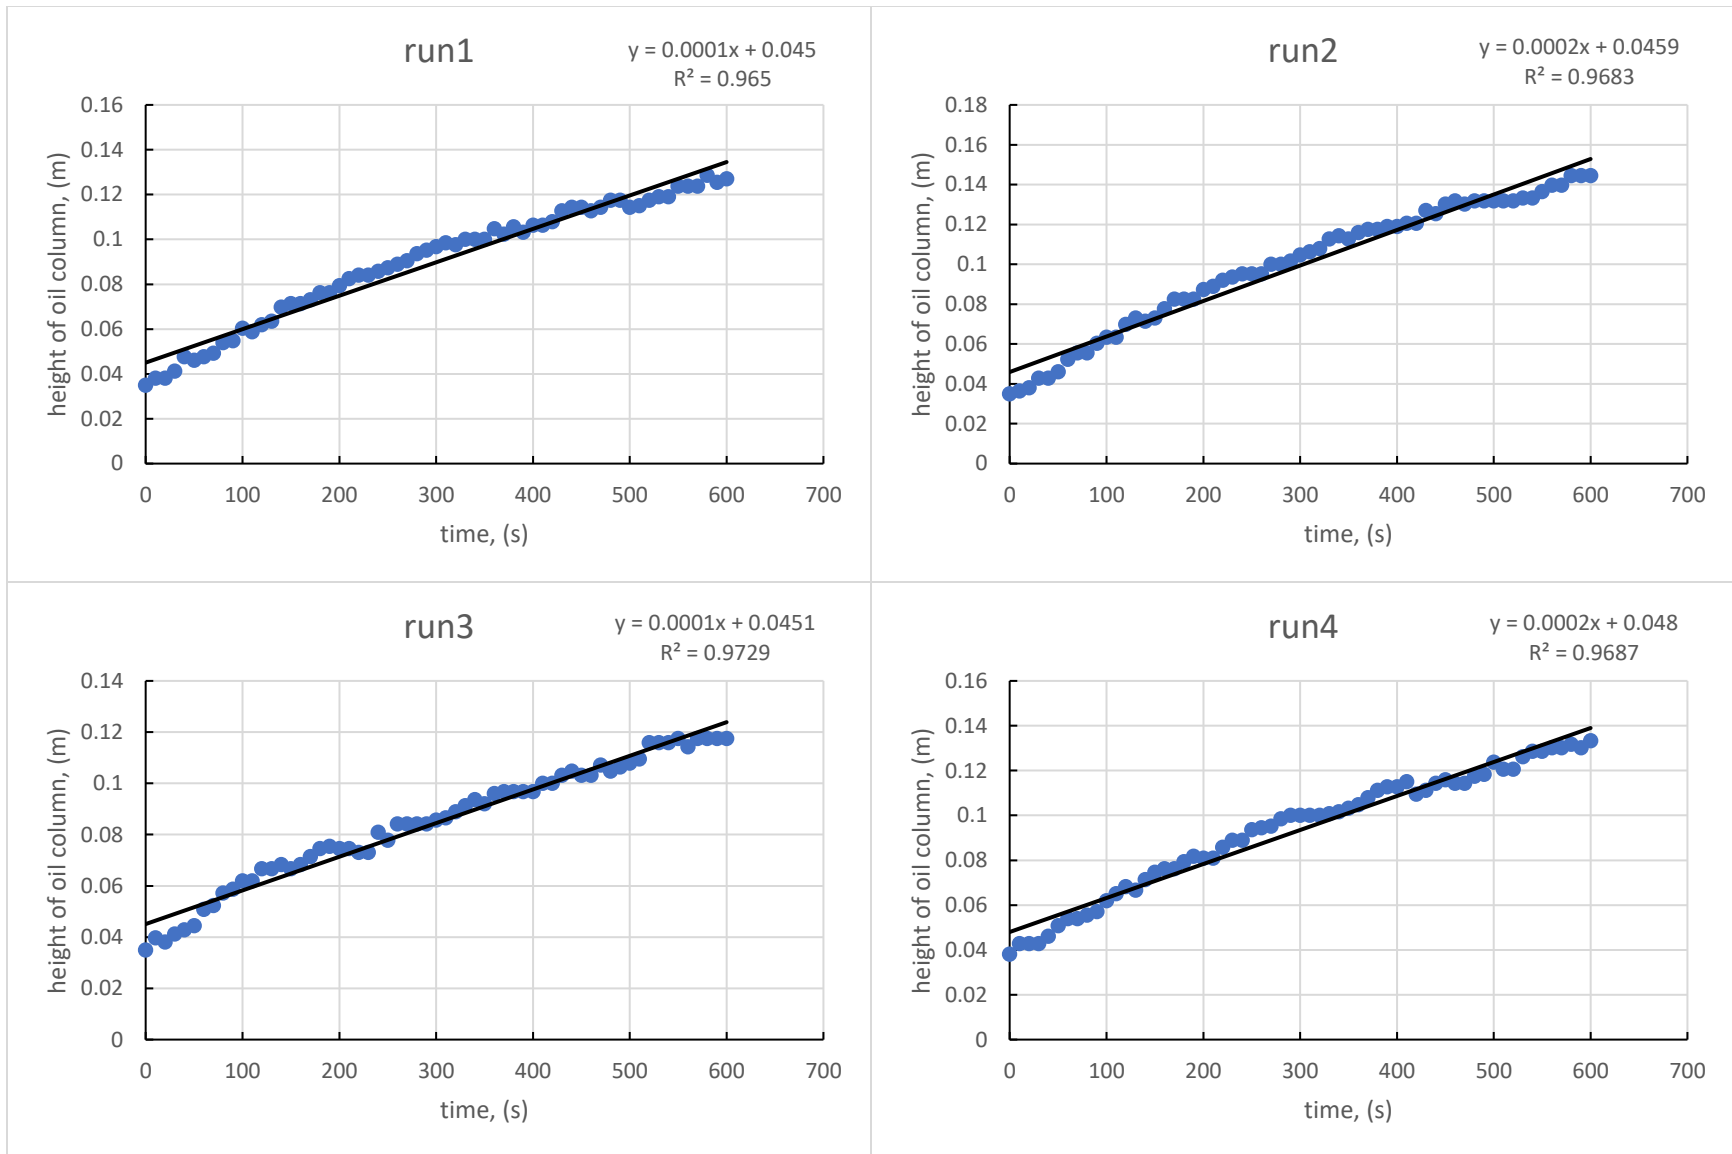 run1
y = 0.0001x + 0.045
R² = 0.965
0.16
0.14
0.12
0.1
0.08
0.06
0.04
0.02
0
height of oil column, (m)
0 100 200 300 400 500 600 700
time, (s)
run2
y = 0.0002x + 0.0459
R² = 0.9683
0.18
0.16
0.14
0.12
0.1
0.08
0.06
0.04
0.02
0
height of oil column, (m)
0 100 200 300 400 500 600 700
time, (s)
run3
y = 0.0001x + 0.0451
R² = 0.9729
0.14
0.12
0.1
0.08
0.06
0.04
0.02
0
height of oil column, (m)
0 100 200 300 400 500 600 700
time, (s)
run4
y = 0.0002x + 0.048
R² = 0.9687
0.16
0.14
0.12
0.1
0.08
0.06
0.04
0.02
0
height of oil column, (m)
0 100 200 300 400 500 600 700
time, (s)